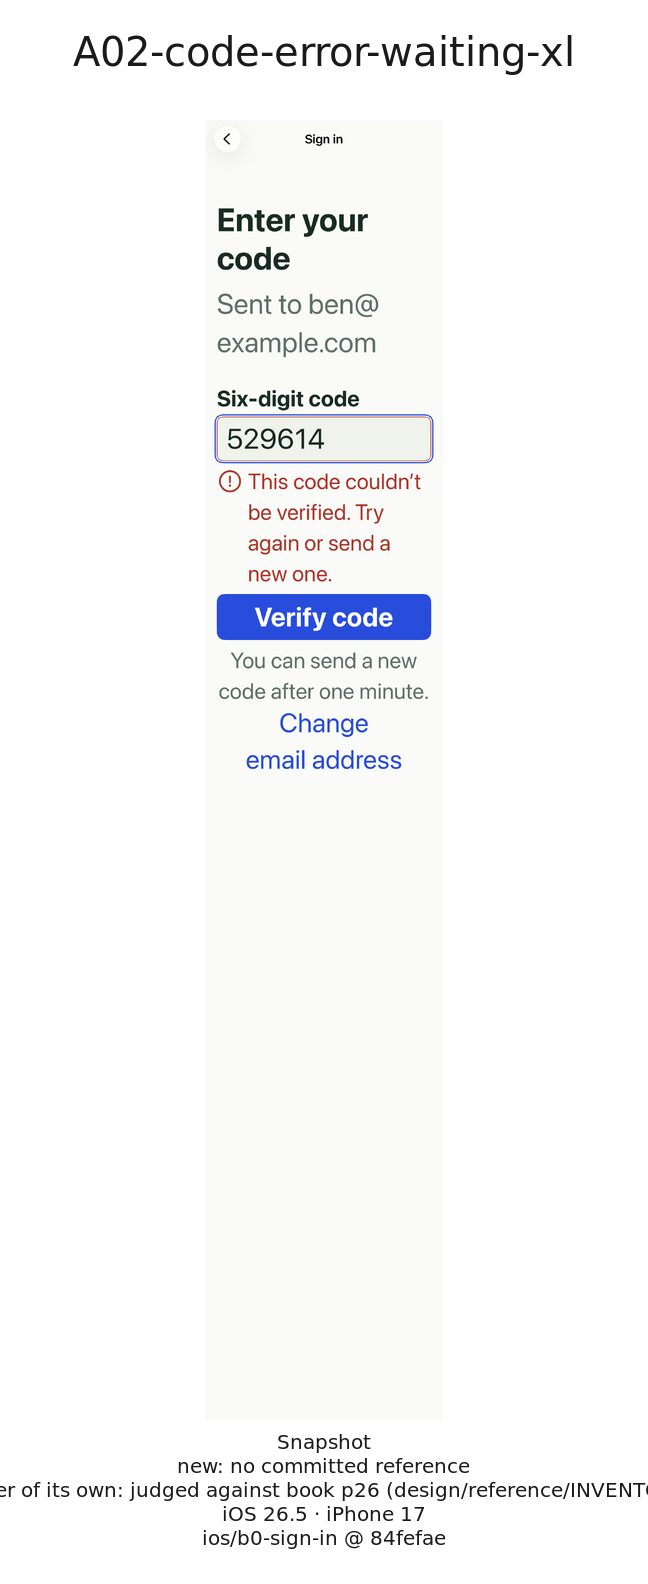 A02-code-error-waiting-xl
Sign in
Enter your
code
Sent to ben@
example.com
Six-digit code
529614
This code couldn’t
be verified. Try
again or send a
new one.
Verify code
You can send a new
code after one minute.
Change
email address
Snapshot
new: no committed reference
of its own: judged against book p26 (design/reference/
iOS 26.5 · iPhone 17
ios/b0-sign-in @ 84fefae